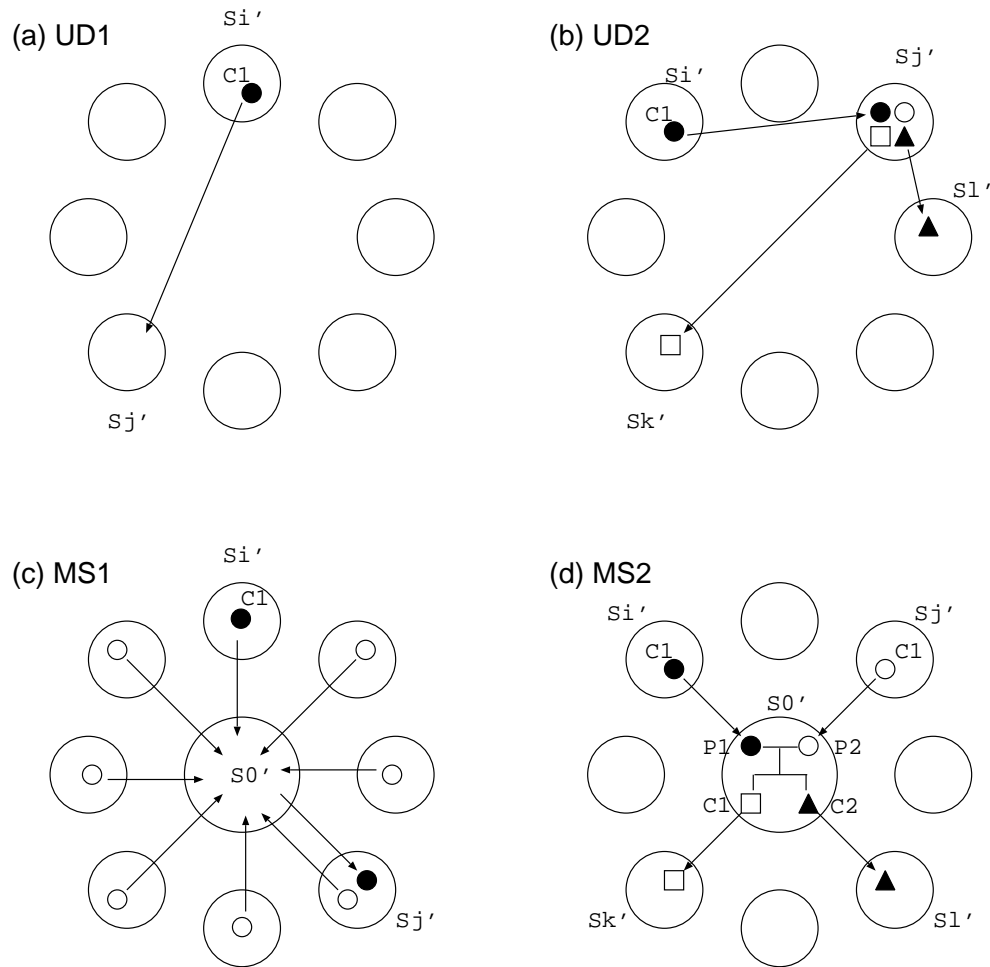 (a) UD1
Si’
C1
Sj’
(b) UD2
Si’
C1
Sj’
Sl’
Sk’
(c) MS1
Si’
C1
S0’
Sj’
(d) MS2
Si’
C1
Sj’
C1
S0’
P1 P2
C1 C2
Sk’ Sl’